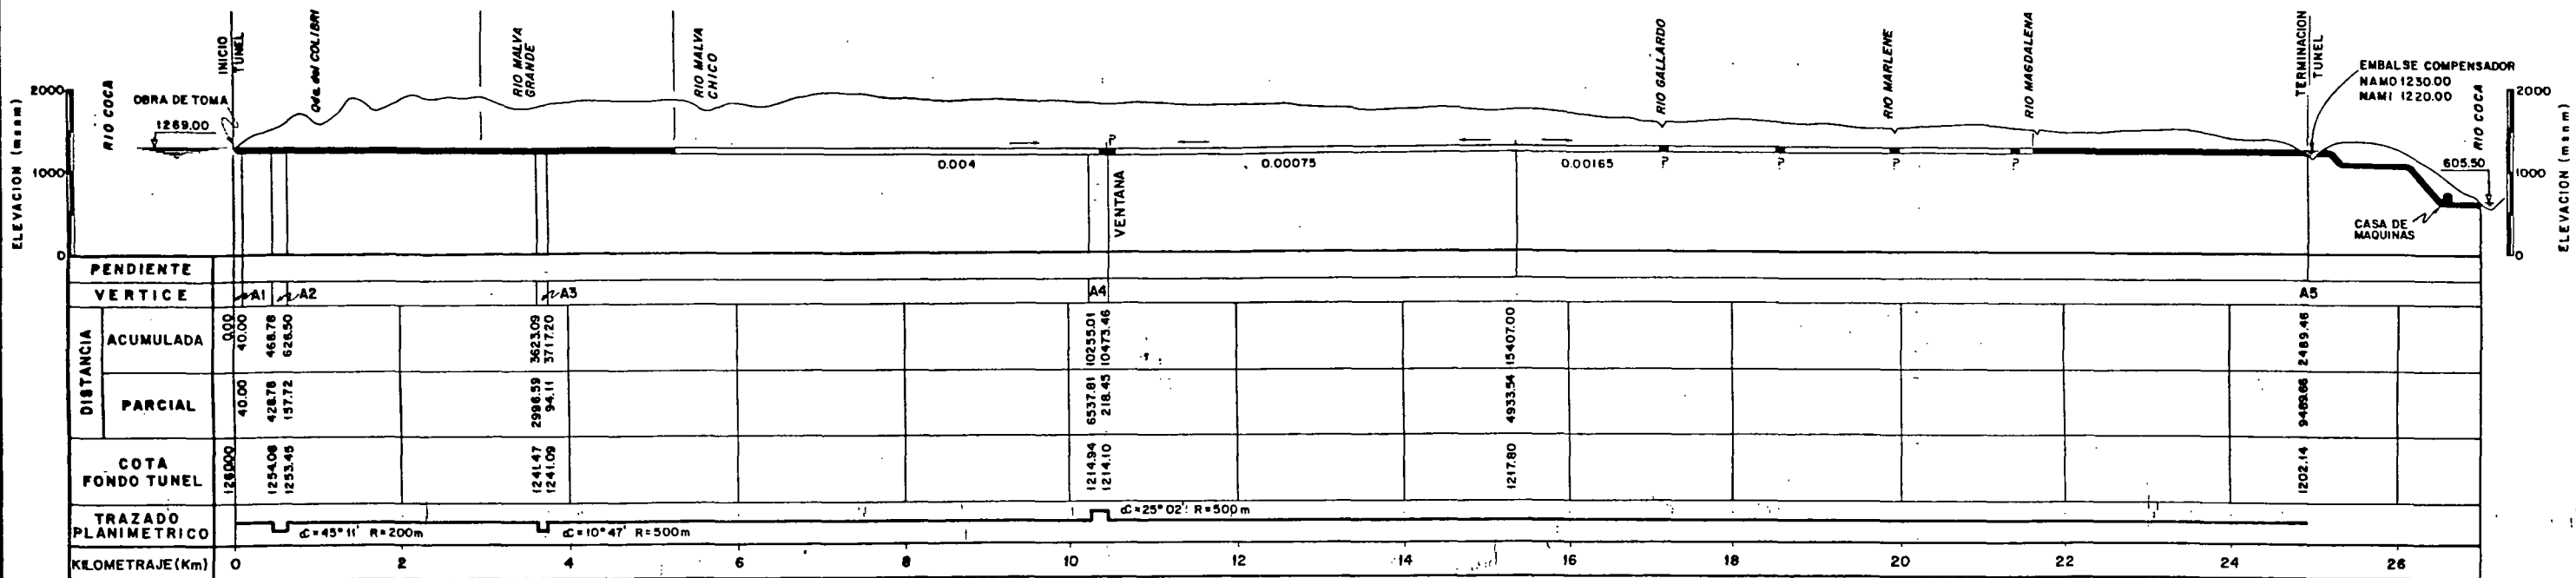 ELEVACION (msnm)
2000
1000
0
RIO COCA
OBRA DE TOMA
1269.00
INICIO
TUNEL
Qda. del COLIBRI
RIO MALVA
GRANDE
RIO MALVA
CHICO
RIO GALLARDO
RIO MARLENE
RIO MAGDALENA
TERMINACION
TUNEL
EMBALSE COMPENSADOR
NAMO 1230.00
NAMI 1220.00
RIO COCA
2000
1000
0
ELEVACION (msnm)
605.50
CASA DE
MAQUINAS
?
0.004
0.00075
0.00165
? ? ? ?
VENTANA
PENDIENTE
VERTICE
A1 A2 A3 A4 A5
DISTANCIA
ACUMULADA
0.00
40.00
468.78
626.50
3623.09
3717.20
10255.01
10473.46
15407.00
2489.46
PARCIAL
40.00
428.78
157.72
2996.59
94.11
6537.81
218.45
4933.54
9489.66
COTA
FONDO TUNEL
1260.00
1254.08
1253.45
1241.47
1241.09
1214.94
1214.10
1217.80
1202.14
TRAZADO
PLANIMETRICO
∝=45°11' R=200m
∝=10°47' R=500m
∝=25°02' R=500m
KILOMETRAJE (Km) 0 2 4 6 8 10 12 14 16 18 20 22 24 26